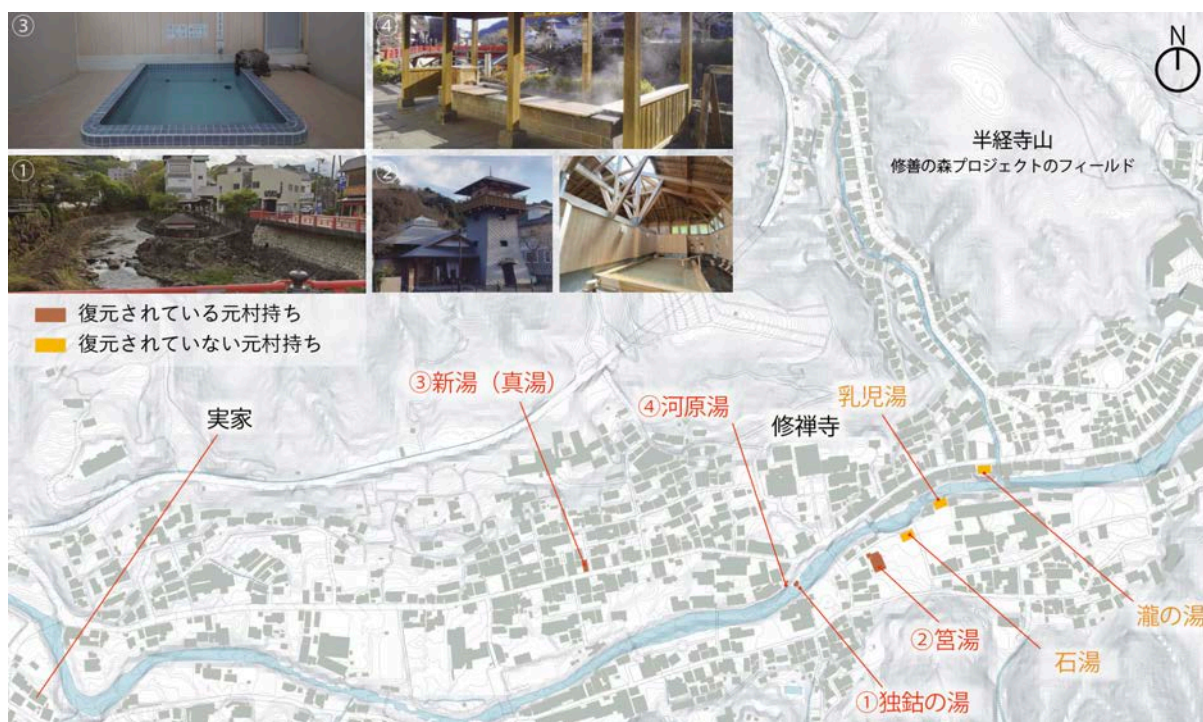 ③
④
①
②
N
半経寺山
修善の森プロジェクトのフィールド
復元されている元村持ち
復元されていない元村持ち
③新湯（真湯）
実家
④河原湯
乳児湯
修禅寺
瀧の湯
②筥湯
石湯
①独鈷の湯